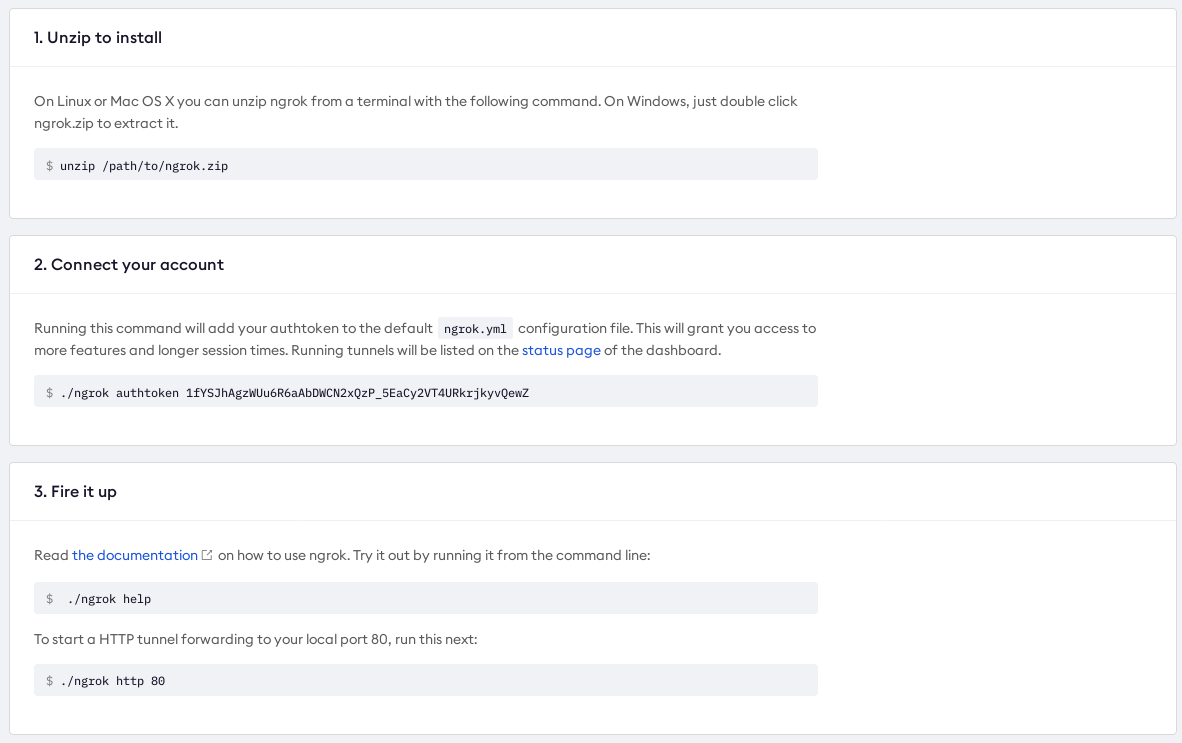 1. Unzip to install
On Linux or Mac OS X you can unzip ngrok from a terminal with the following command. On Windows, just double click
ngrok.zip to extract it.
$ unzip /path/to/ngrok.zip
2. Connect your account
Running this command will add your authtoken to the default ngrok.yml configuration file. This will grant you access to
more features and longer session times. Running tunnels will be listed on the status page of the dashboard.
$ ./ngrok authtoken 1fYSJhAgzWUu6R6aAbDWCN2xQzP_5EaCy2VT4URkrjkyvQewZ
3. Fire it up
Read the documentation on how to use ngrok. Try it out by running it from the command line:
$ ./ngrok help
To start a HTTP tunnel forwarding to your local port 80, run this next:
$ ./ngrok http 80